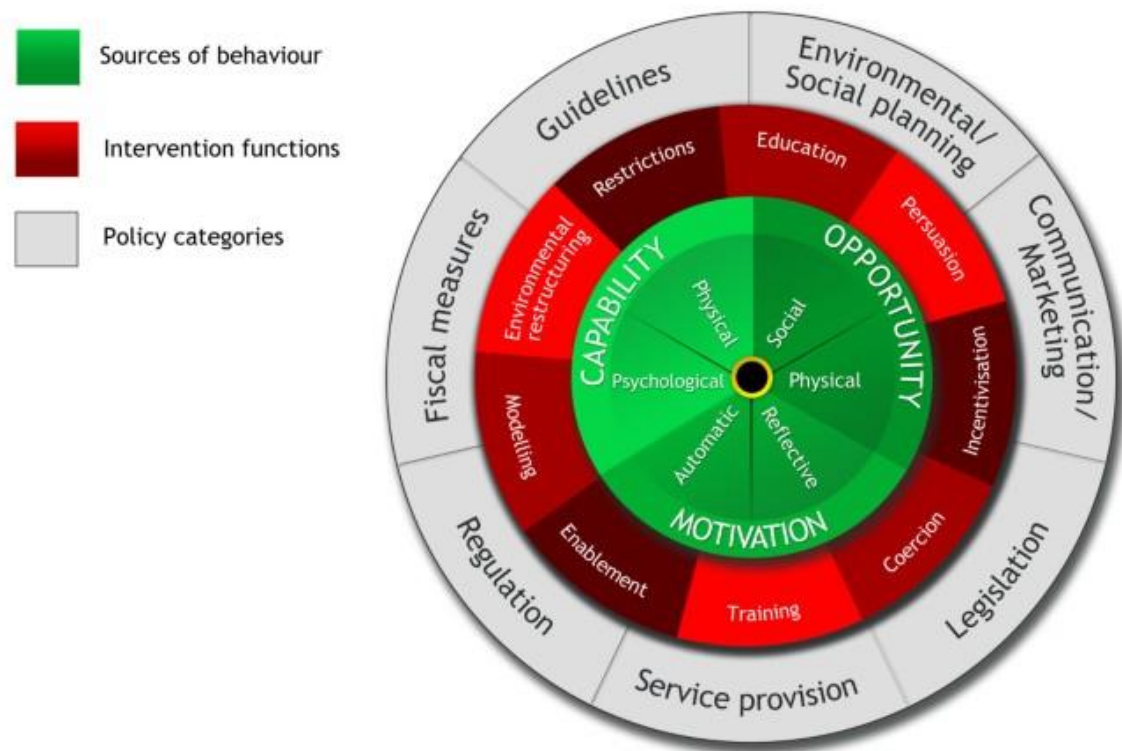 Sources of behaviour
Intervention functions
Policy categories
Guidelines
Environmental/
Social planning
Communication/
Marketing
Legislation
Service provision
Regulation
Fiscal measures
Restrictions
Education
Persuasion
Incentivisation
Coercion
Training
Enablement
Modelling
Environmental
restructuring
CAPABILITY
OPPORTUNITY
MOTIVATION
Physical
Social
Psychological
Physical
Automatic
Reflective